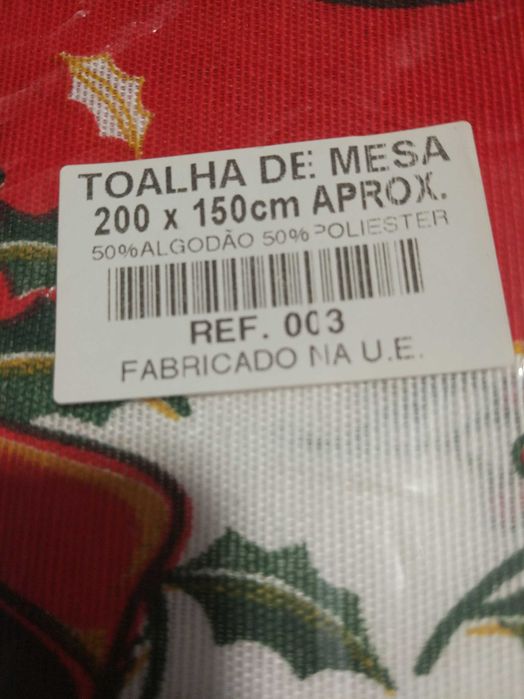 TOALHA DE MESA
200 x 150cm APROX.
50%ALGODÃO 50%POLIESTER
REF. 003
FABRICADO NA U.E.